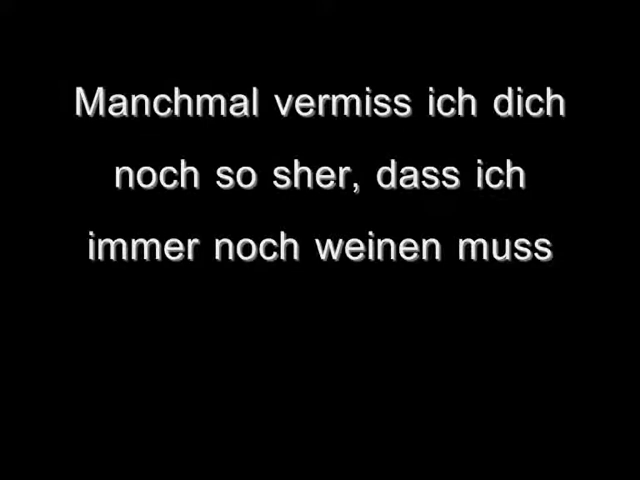 Manchmal vermiss ich dich
noch so sher, dass ich
immer noch weinen muss